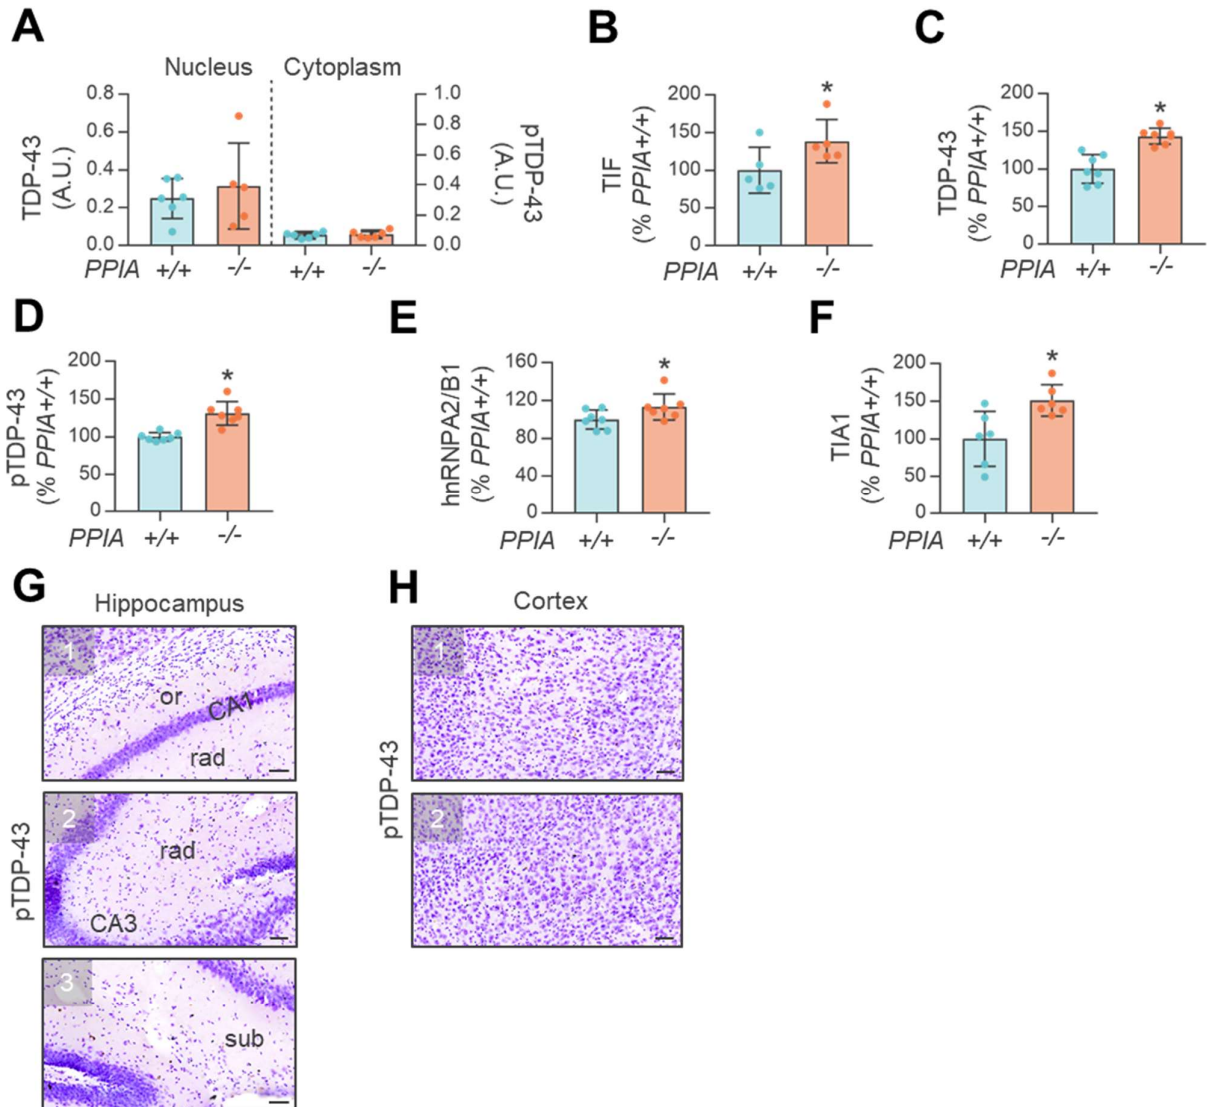 A
Nucleus Cytoplasm
TDP-43
(A.U.)
0.8
0.6
0.4
0.2
0.0
1.0
0.8
0.6
0.4
0.2
0.0
pTDP-43
(A.U.)
PPIA +/+ -/- +/+ -/-
B
TIF
(% PPIA+/+)
200
150
100
50
0
*
PPIA +/+ -/-
C
TDP-43
(% PPIA+/+)
200
150
100
50
0
*
PPIA +/+ -/-
D
pTDP-43
(% PPIA+/+)
200
150
100
50
0
*
PPIA +/+ -/-
E
hnRNPA2/B1
(% PPIA+/+)
160
120
80
40
0
*
PPIA +/+ -/-
F
TIA1
(% PPIA+/+)
200
150
100
50
0
*
PPIA +/+ -/-
G
Hippocampus
pTDP-43
1
or
CA1
rad
2
rad
CA3
3
sub
H
Cortex
pTDP-43
1
2